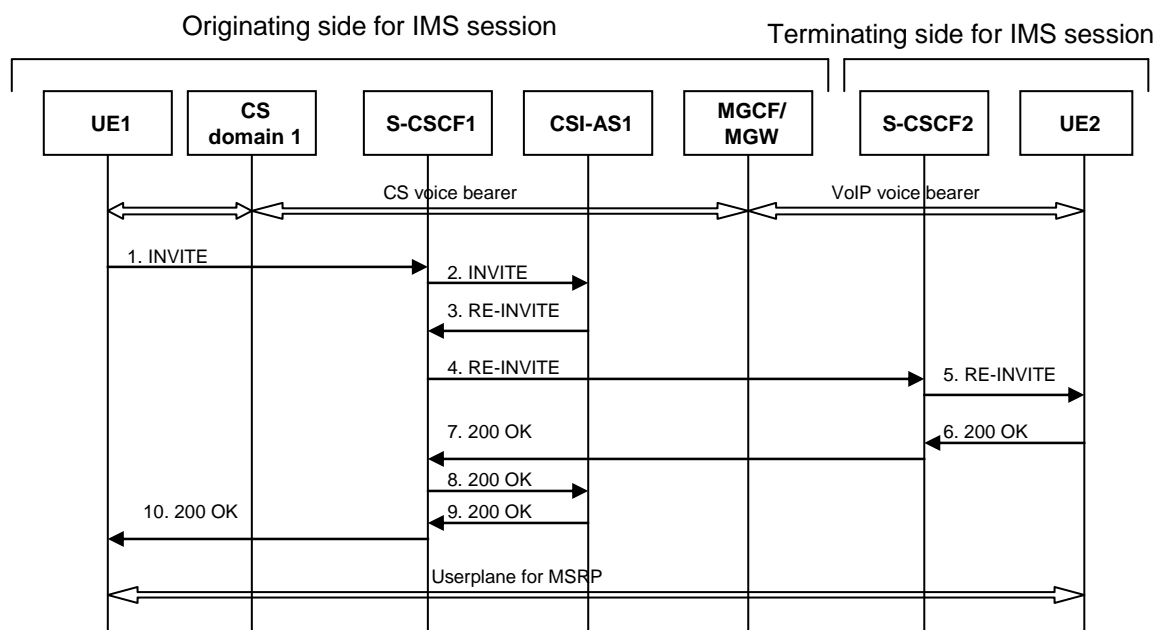 Originating side for IMS session
Terminating side for IMS session
UE1
CS
domain 1
S-CSCF1
CSI-AS1
MGCF/
MGW
S-CSCF2
UE2
CS voice bearer
VoIP voice bearer
1. INVITE
2. INVITE
3. RE-INVITE
4. RE-INVITE
5. RE-INVITE
6. 200 OK
7. 200 OK
8. 200 OK
9. 200 OK
10. 200 OK
Userplane for MSRP